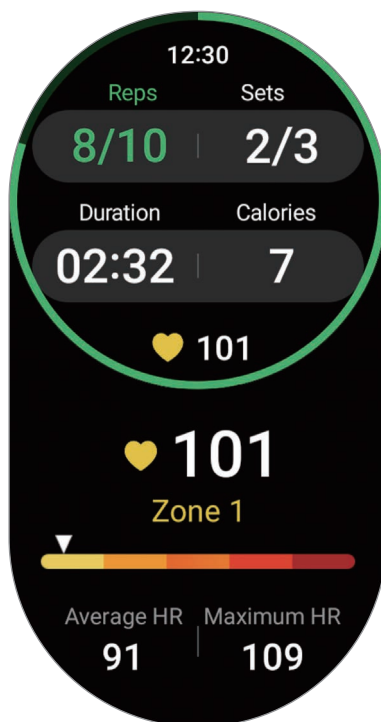 12:30
Reps Sets
8/10 2/3
Duration Calories
02:32 7
101
101
Zone 1
Average HR Maximum HR
91 109